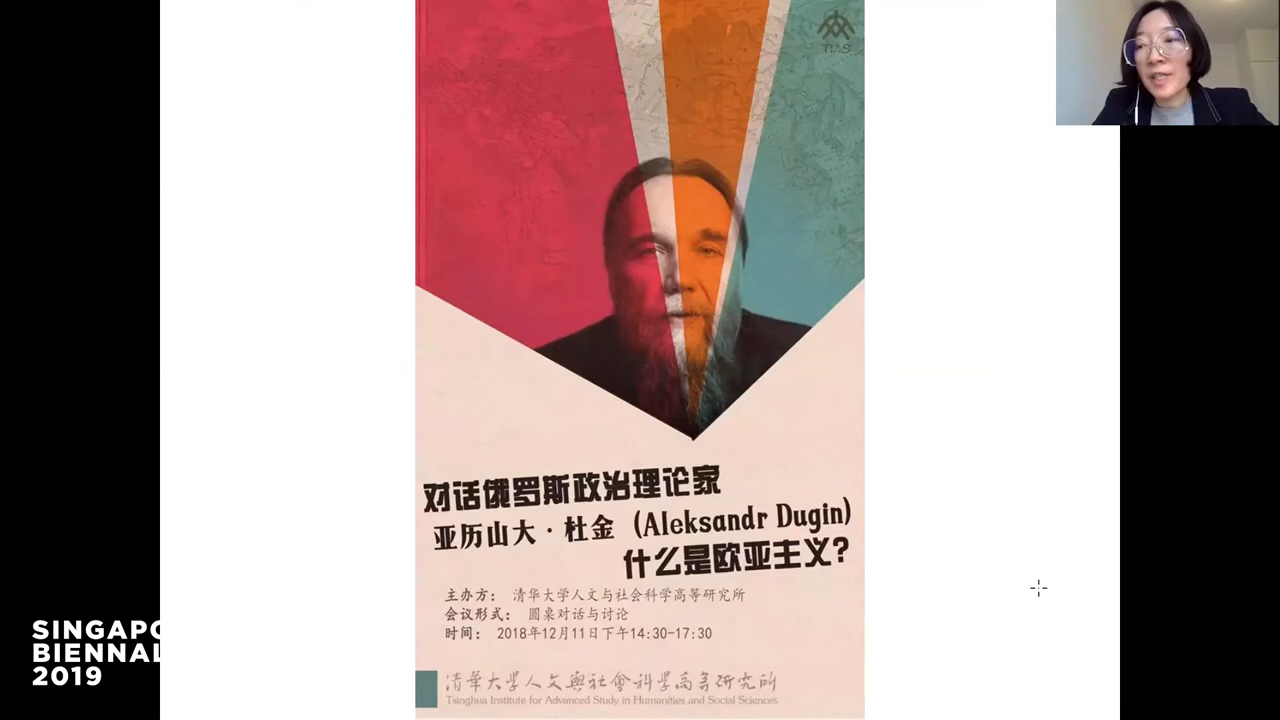 TIAS
对话俄罗斯政治理论家
亚历山大·杜金 (Aleksandr Dugin)
什么是欧亚主义?
主办方: 清华大学人文与社会科学高等研究所
会议形式: 圆桌对话与讨论
时间: 2018年12月11日下午14:30-17:30
清華大學人文與社會科學高等研究所
Tsinghua Institute for Advanced Study in Humanities and Social Sciences
SINGAPO
BIENNAL
2019